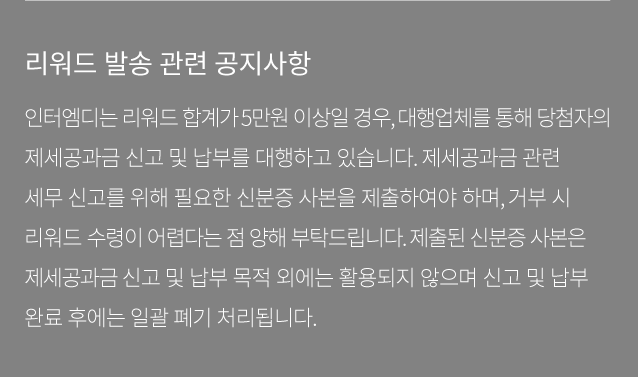 리워드 발송 관련 공지사항
인터엠디는 리워드 합계가 5만원 이상일 경우, 대행업체를 통해 당첨자의
제세공과금 신고 및 납부를 대행하고 있습니다. 제세공과금 관련
세무 신고를 위해 필요한 신분증 사본을 제출하여야 하며, 거부 시
리워드 수령이 어렵다는 점 양해 부탁드립니다. 제출된 신분증 사본은
제세공과금 신고 및 납부 목적 외에는 활용되지 않으며 신고 및 납부
완료 후에는 일괄 폐기 처리됩니다.